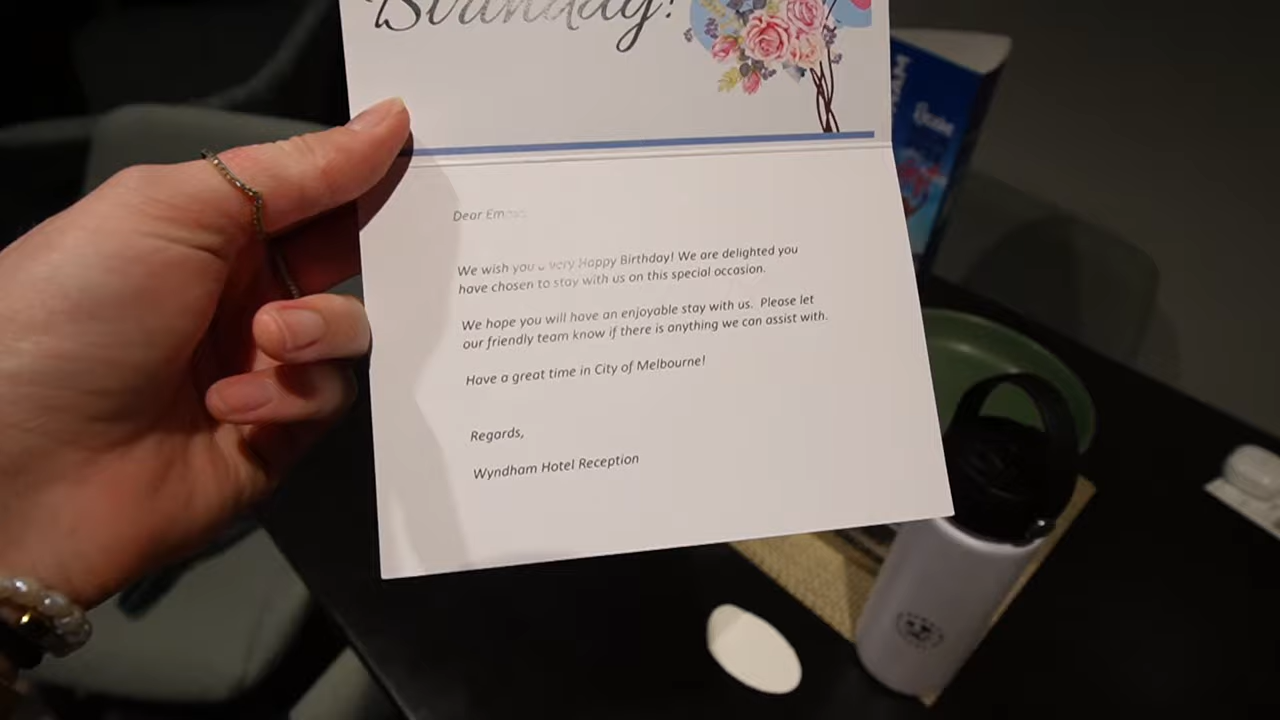 Birthday!
Dear
We wish you a very Happy Birthday! We are delighted you
have chosen to stay with us on this special occasion.
We hope you will have an enjoyable stay with us. Please let
our friendly team know if there is anything we can assist with.
Have a great time in City of Melbourne!
Regards,
Wyndham Hotel Reception